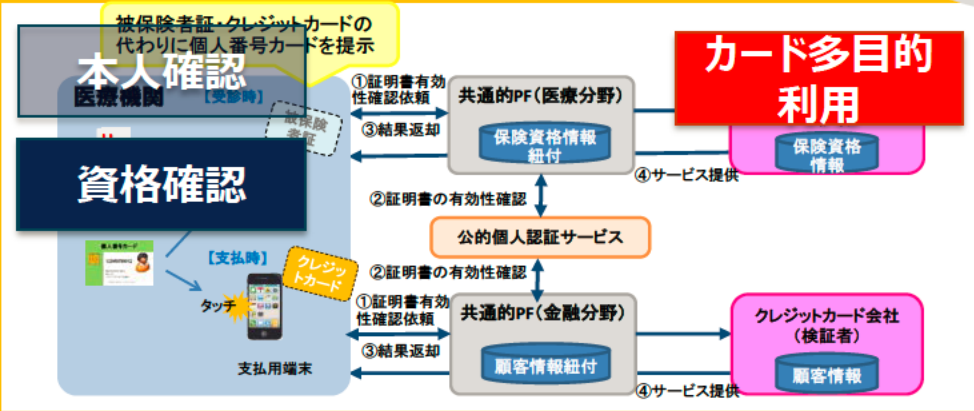 被保険者証・クレジットカードの
代わりに個人番号カードを提示
本人確認
医療機関
【受診時】
被保険
者証
資格確認
個人番号カード
【支払時】
クレジッ
トカード
タッチ
支払用端末
①証明書有効
性確認依頼
③結果返却
共通的PF(医療分野)
保険資格情報
紐付
カード多目的
利用
保険資格
情報
④サービス提供
②証明書の有効性確認
公的個人認証サービス
②証明書の有効性確認
①証明書有効
性確認依頼
③結果返却
共通的PF(金融分野)
顧客情報紐付
クレジットカード会社
(検証者)
顧客情報
④サービス提供